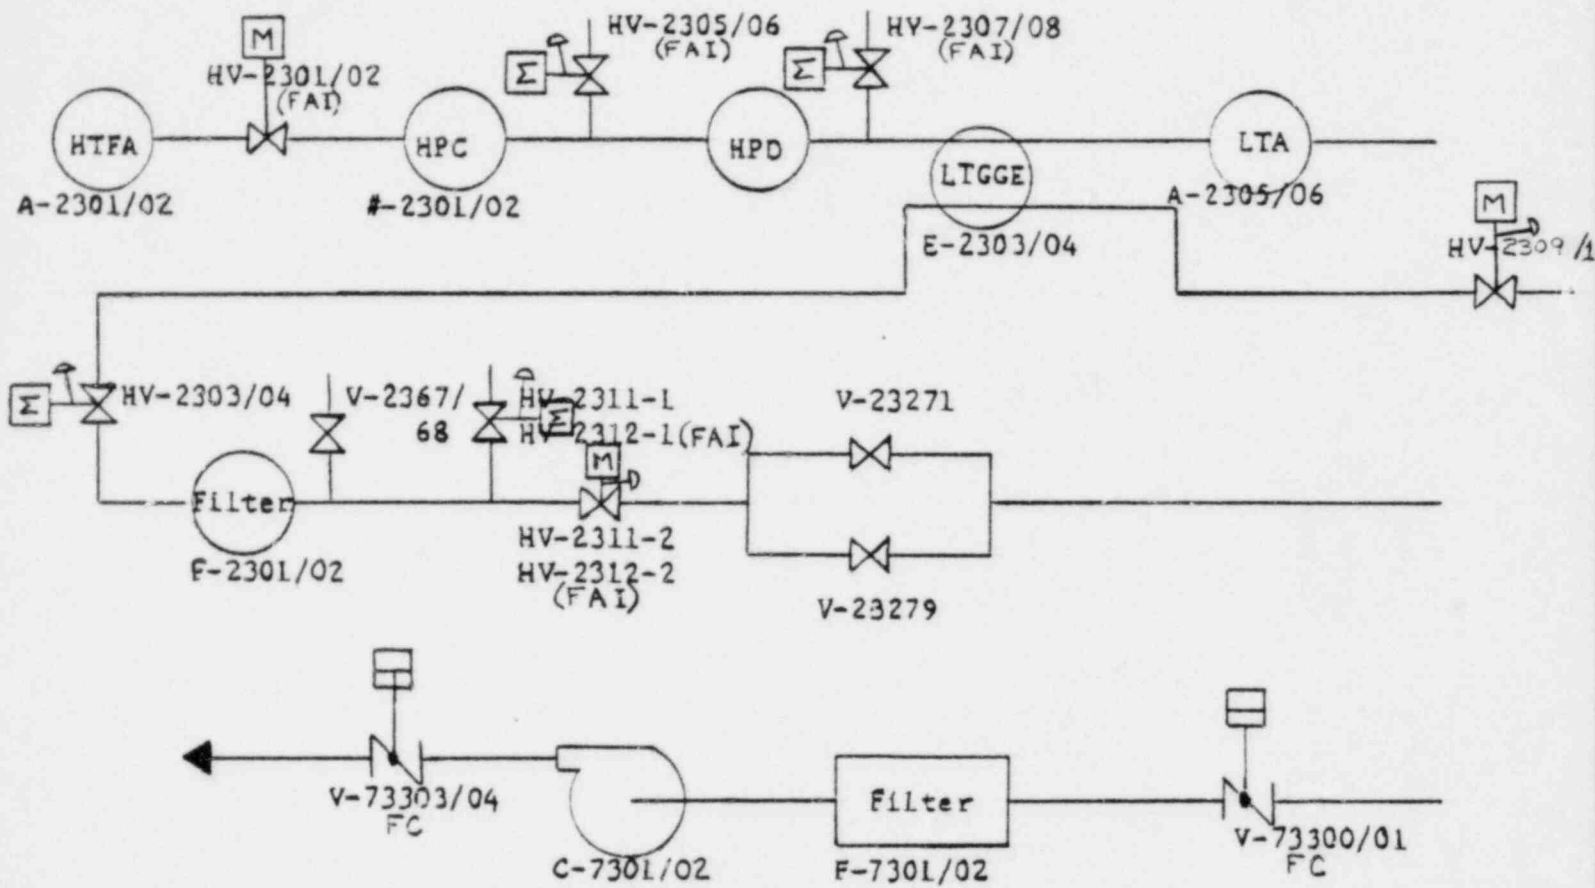 M
HV-2305/06
(FAI)
HY-2307/08
(FAI)
HV-2301/02
(FAI)
Σ
Σ
HTFA
HPC
HPD
LTGGE
LTA
A-2301/02
#-2301/02
A-2305/06
M
E-2303/04
HV-2309/1
Σ
HV-2303/04
V-2367/
68
HV-2311-1
Σ
HV-2312-1(FAI)
V-23271
M
Filter
F-2301/02
HV-2311-2
HV-2312-2
(FAI)
V-23279
V-73303/04
FC
Filter
V-73300/01
FC
C-7301/02
F-7301/02